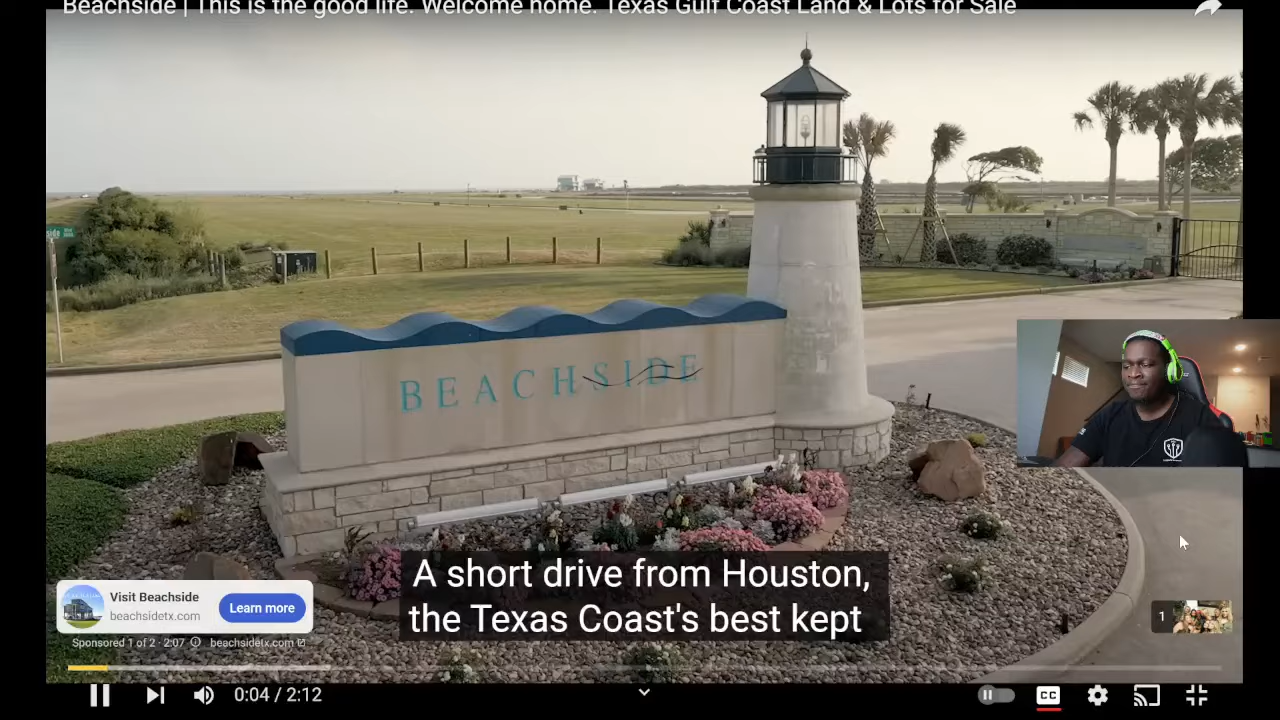 Beachside | This is the good life. Welcome home. Texas Gulf Coast Land & Lots for Sale
BEACHSIDE
A short drive from Houston,
the Texas Coast's best kept
Visit Beachside
beachsidetx.com
Learn more
Sponsored 1 of 2 · 2:07
beachsidetx.com
1
0:04 / 2:12
CC